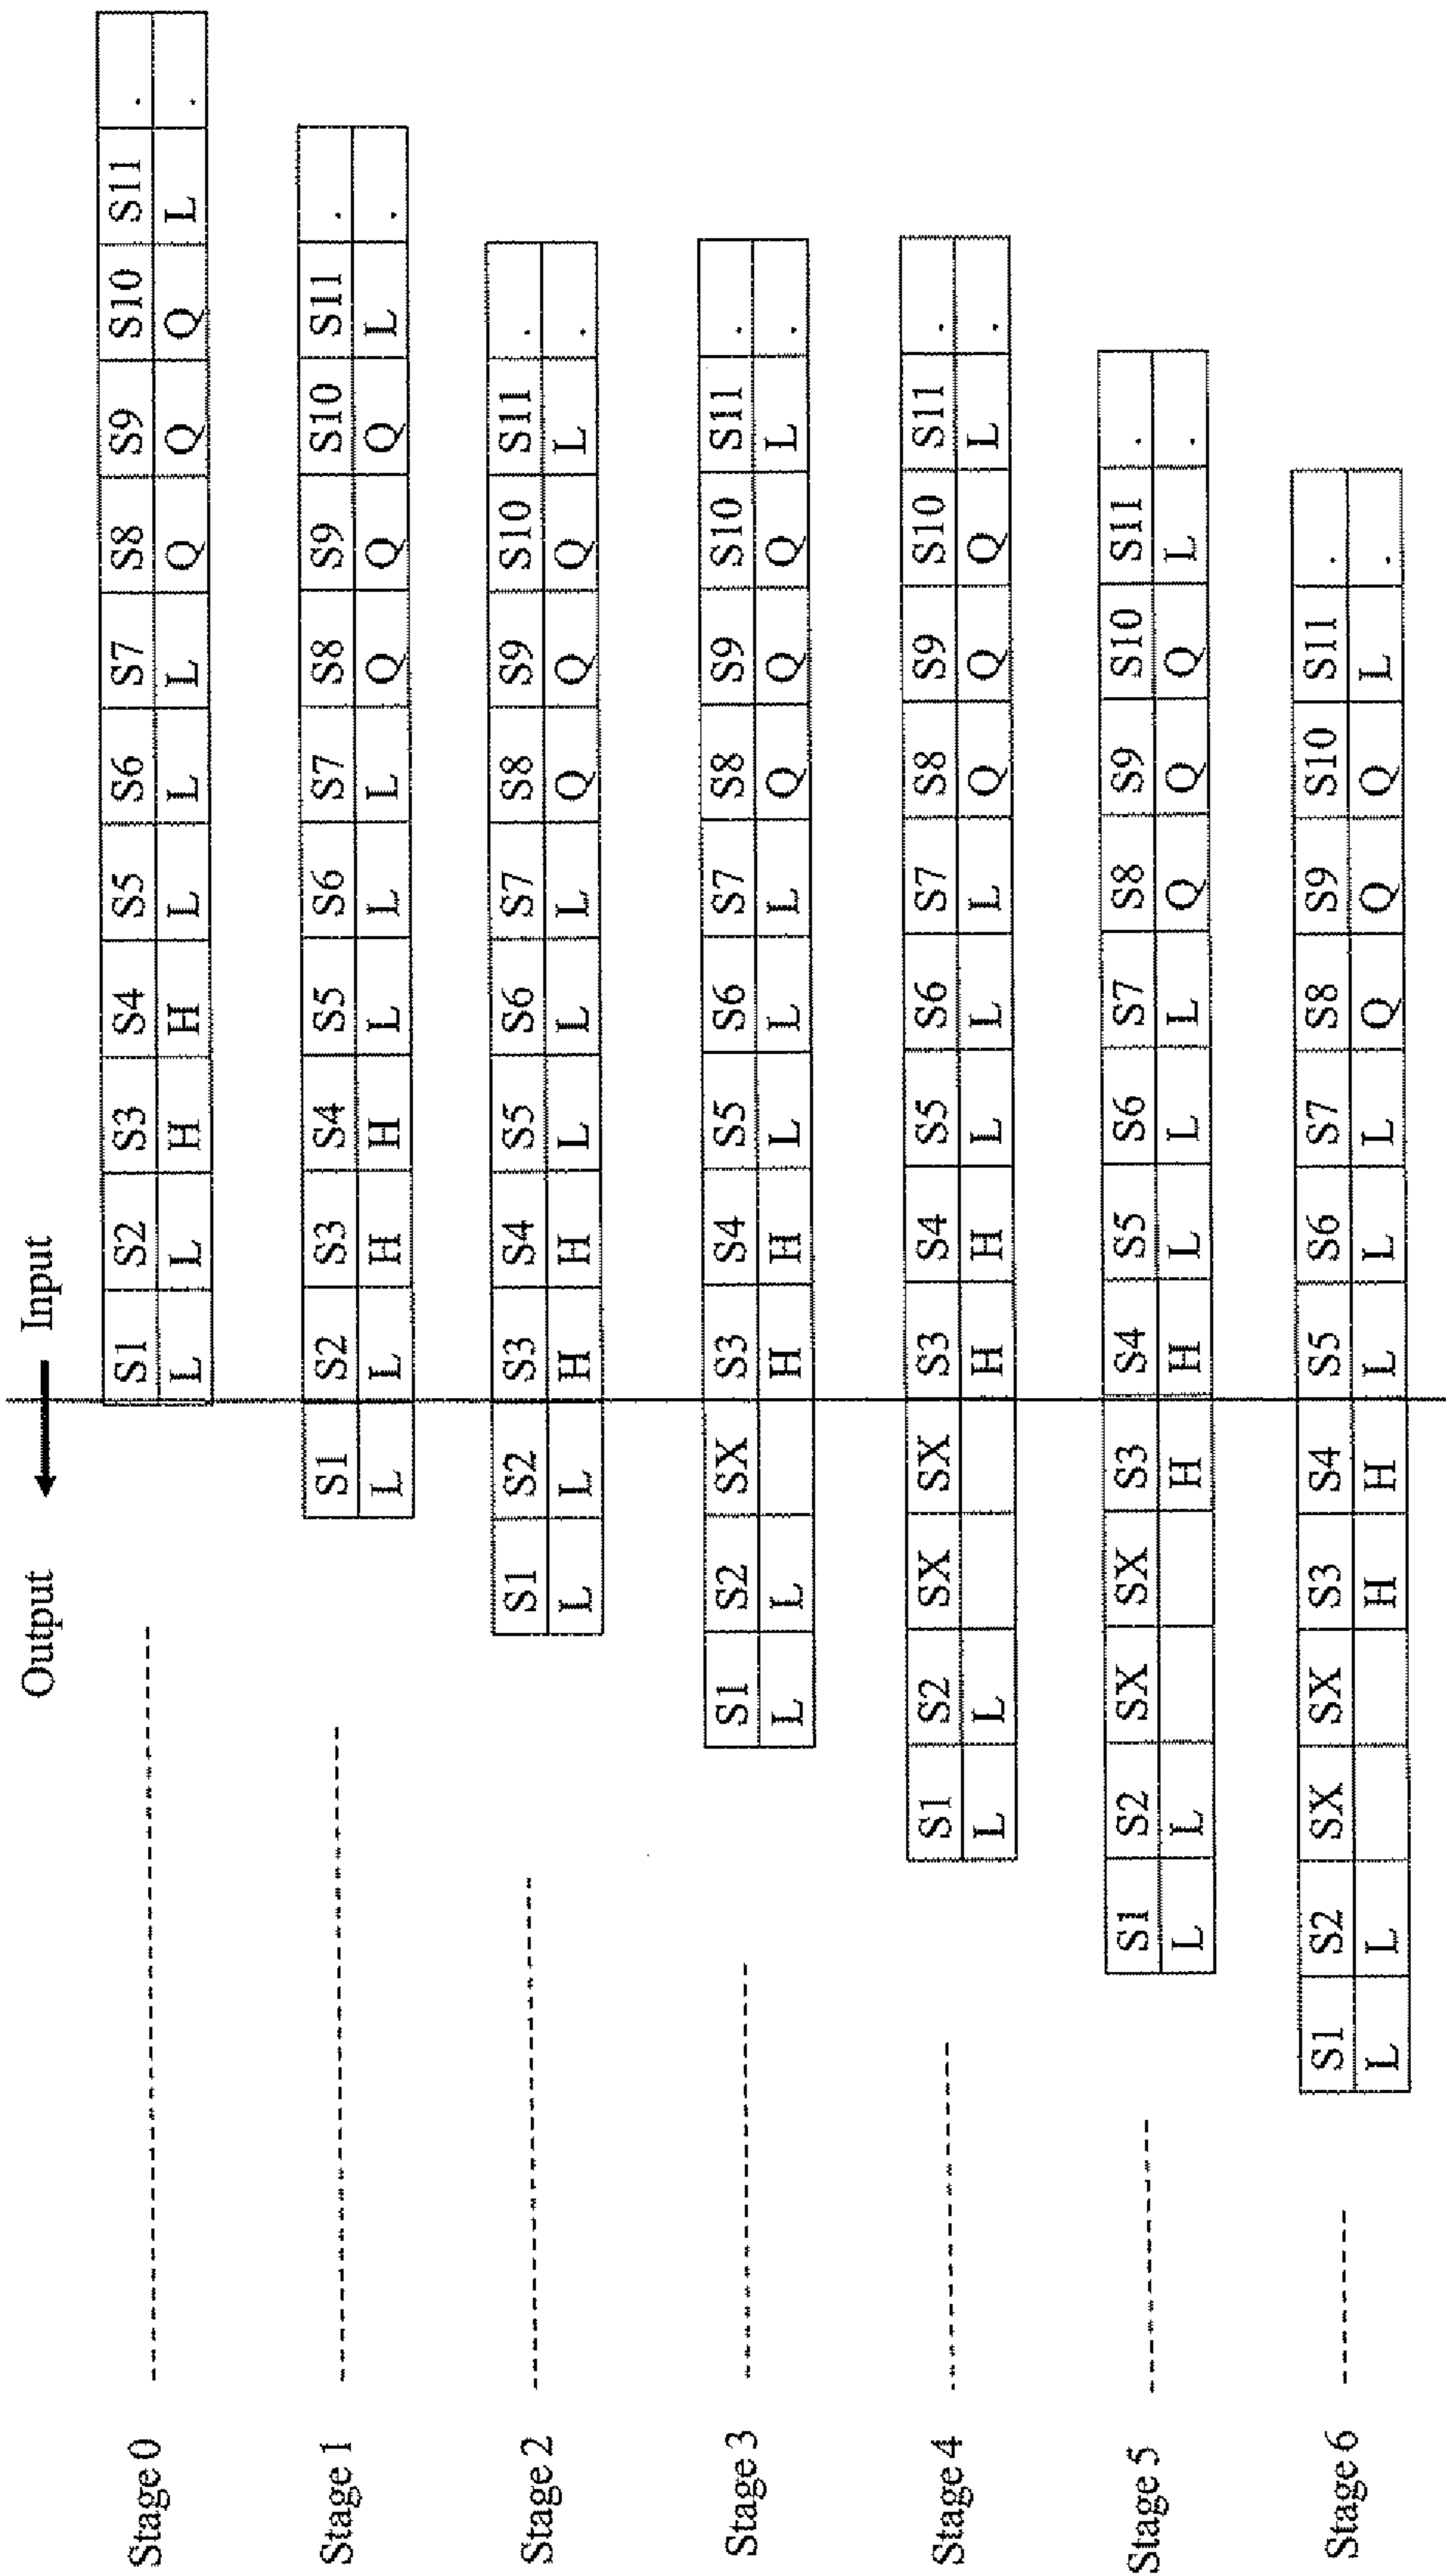 Output Input
Stage 0 S1 S2 S3 S4 S5 S6 S7 S8 S9 S10 S11 .
L L H H L L L Q Q Q L .
Stage 1 S1 S2 S3 S4 S5 S6 S7 S8 S9 S10 S11 .
L L H H L L L Q Q Q L .
Stage 2 S1 S2 S3 S4 S5 S6 S7 S8 S9 S10 S11 .
L L H H L L L Q Q Q L .
Stage 3 S1 S2 SX S3 S4 S5 S6 S7 S8 S9 S10 S11 .
L L H H L L L Q Q Q L .
Stage 4 S1 S2 SX SX S3 S4 S5 S6 S7 S8 S9 S10 S11 .
L L H H L L L Q Q Q L .
Stage 5 S1 S2 SX SX S3 S4 S5 S6 S7 S8 S9 S10 S11 .
L L H H L L L Q Q Q L .
Stage 6 S1 S2 SX SX S3 S4 S5 S6 S7 S8 S9 S10 S11 .
L L H H L L L Q Q Q L .